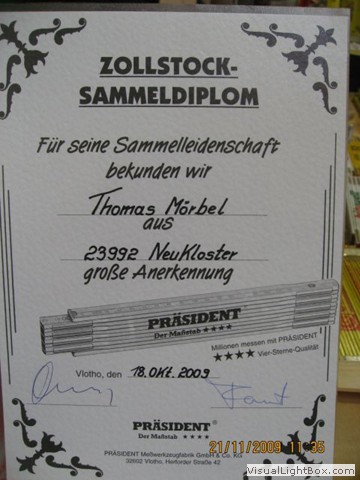 ZOLLSTOCK-
SAMMELDIPLOM
Für seine Sammelleidenschaft
bekunden wir
Thomas Mörbel
aus
23992 Neukloster
große Anerkennung
PRÄSIDENT
Der Maßstab ★★★★
Millionen messen mit PRÄSIDENT
★★★★ Vier-Sterne-Qualität
Vlotho, den 18. Okt. 2009
PRÄSIDENT
Der Maßstab ★★★★
PRÄSIDENT Meßwerkzeugfabrik GmbH & Co. KG
32602 Vlotho, Herforder Straße 42
21/11/2009 11:35
VisualLightBox.com